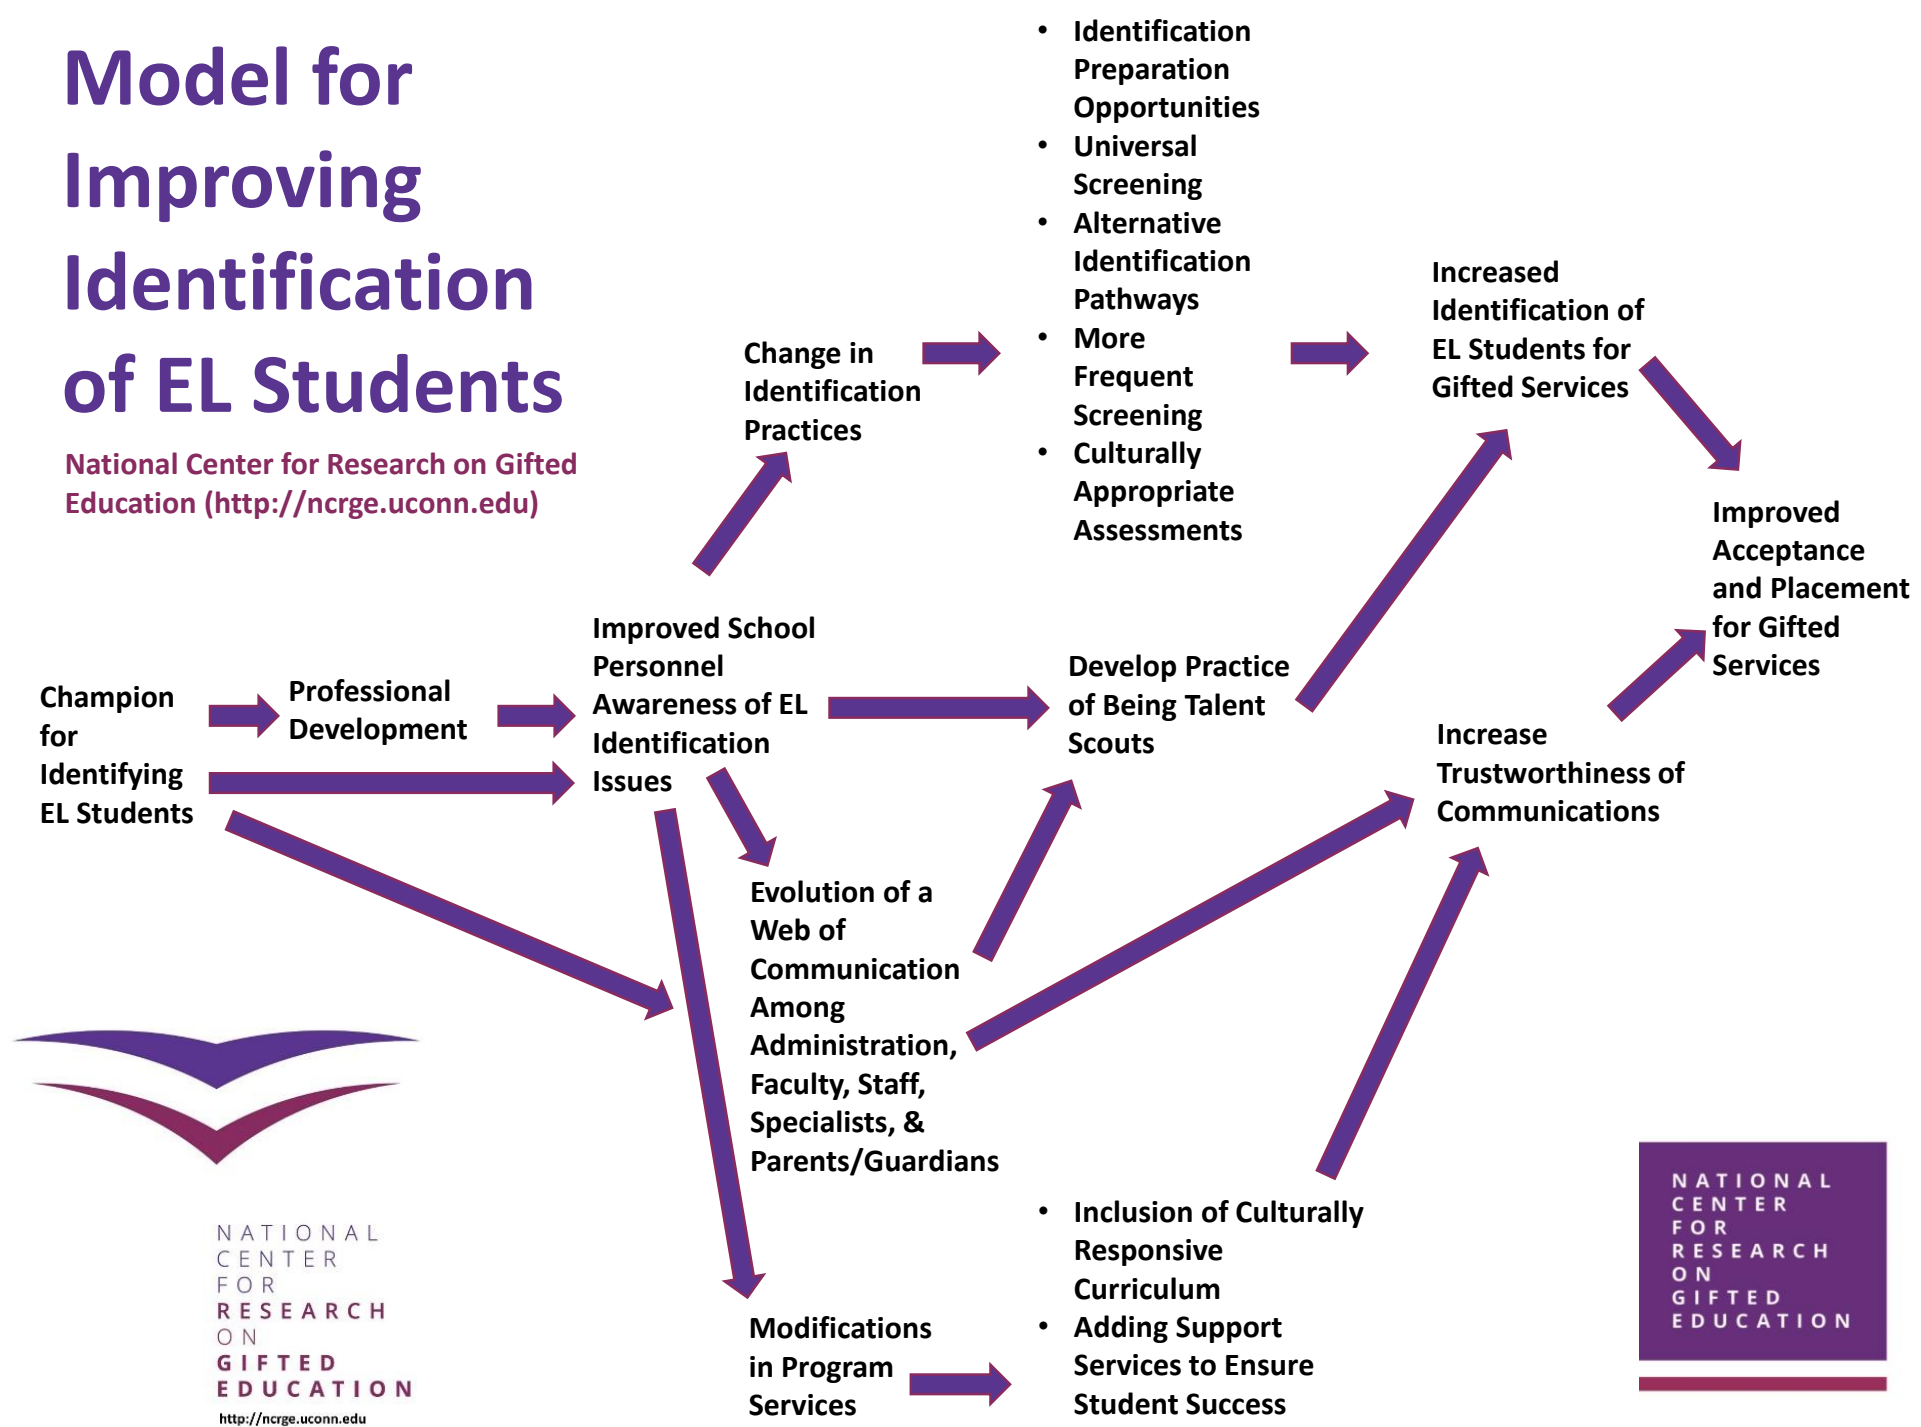 Model for
Improving
Identification
of EL Students
National Center for Research on Gifted
Education (http://ncrge.uconn.edu)
Champion
for
Identifying
EL Students
Professional
Development
Improved School
Personnel
Awareness of EL
Identification
Issues
Change in
Identification
Practices
• Identification
Preparation
Opportunities
• Universal
Screening
• Alternative
Identification
Pathways
• More
Frequent
Screening
• Culturally
Appropriate
Assessments
Increased
Identification of
EL Students for
Gifted Services
Improved
Acceptance
and Placement
for Gifted
Services
Develop Practice
of Being Talent
Scouts
Increase
Trustworthiness of
Communications
Evolution of a
Web of
Communication
Among
Administration,
Faculty, Staff,
Specialists, &
Parents/Guardians
Modifications
in Program
Services
• Inclusion of Culturally
Responsive
Curriculum
• Adding Support
Services to Ensure
Student Success
NATIONAL
CENTER
FOR
RESEARCH
ON
GIFTED
EDUCATION
http://ncrge.uconn.edu
NATIONAL
CENTER
FOR
RESEARCH
ON
GIFTED
EDUCATION